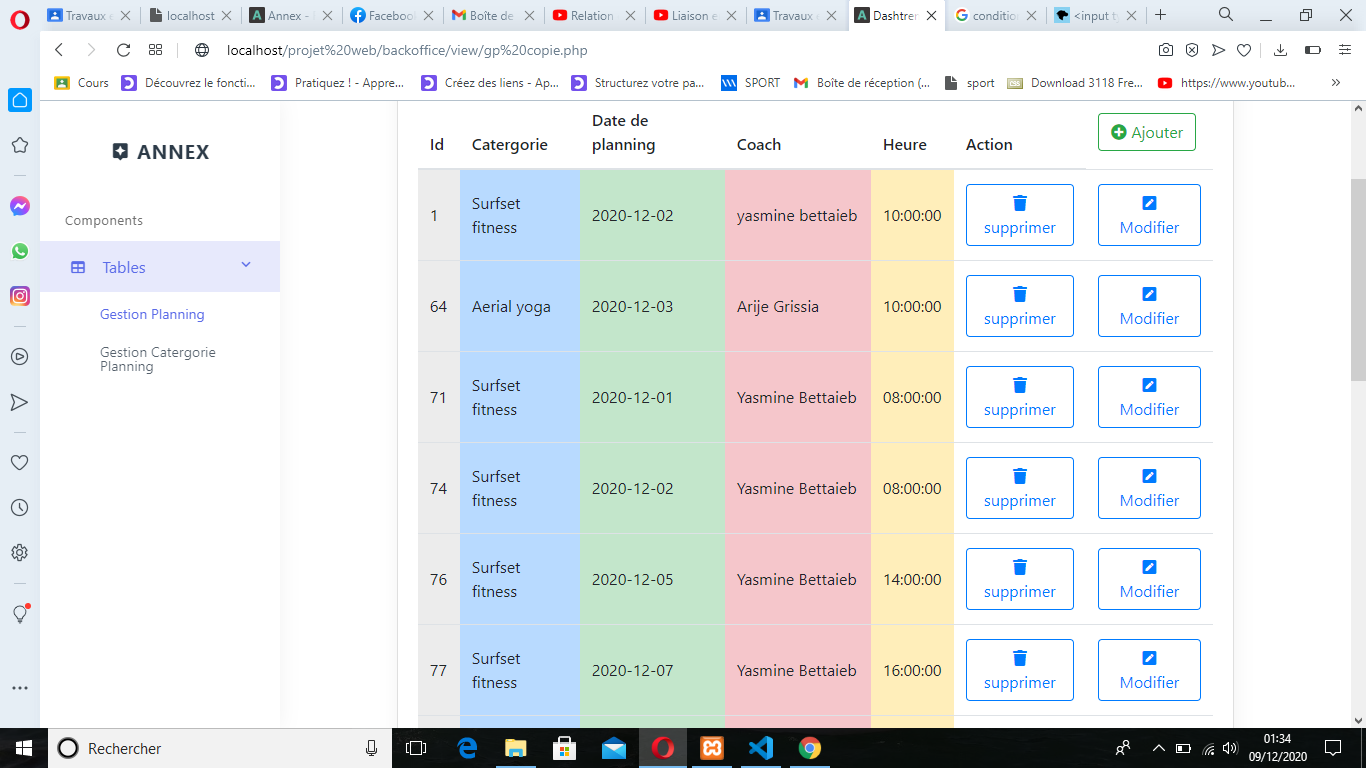 Travaux e
localhost
Annex -
Facebook
Boîte de
Relation
Liaison e
Travaux e
Dashtrem
conditio
<input ty
localhost/projet%20web/backoffice/view/gp%20copie.php
Cours
Découvrez le foncti...
Pratiquez ! - Appre...
Créez des liens - Ap...
Structurez votre pa...
SPORT
Boîte de réception (...
sport
Download 3118 Fre...
https://www.youtub...
»
ANNEX
Components
Tables
Gestion Planning
Gestion Catergorie
Planning
Id Catergorie Date de planning Coach Heure Action Ajouter
1 Surfset fitness 2020-12-02 yasmine bettaieb 10:00:00 supprimer Modifier
64 Aerial yoga 2020-12-03 Arije Grissia 10:00:00 supprimer Modifier
71 Surfset fitness 2020-12-01 Yasmine Bettaieb 08:00:00 supprimer Modifier
74 Surfset fitness 2020-12-02 Yasmine Bettaieb 08:00:00 supprimer Modifier
76 Surfset fitness 2020-12-05 Yasmine Bettaieb 14:00:00 supprimer Modifier
77 Surfset fitness 2020-12-07 Yasmine Bettaieb 16:00:00 supprimer Modifier
Rechercher
01:34
09/12/2020